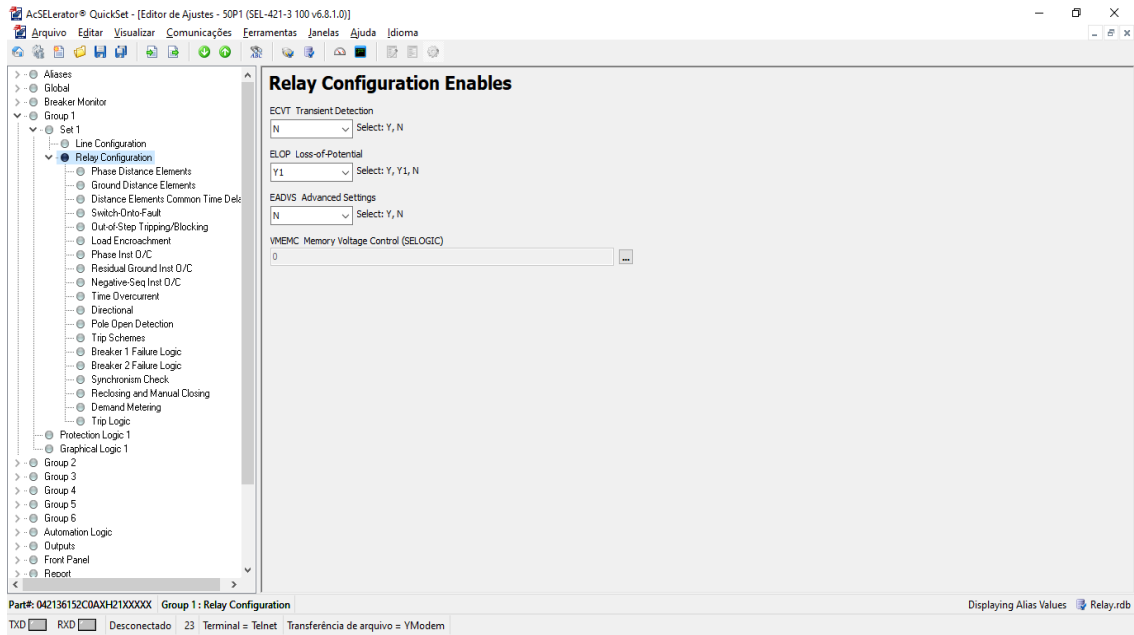 AcSELerator® QuickSet - [Editor de Ajustes - 50P1 (SEL-421-3 100 v6.8.1.0)]
Arquivo Editar Visualizar Comunicações Ferramentas Janelas Ajuda Idioma
Aliases
Global
Breaker Monitor
Group 1
Set 1
Line Configuration
Relay Configuration
Phase Distance Elements
Ground Distance Elements
Distance Elements Common Time Dela
Switch-Onto-Fault
Out-of-Step Tripping/Blocking
Load Encroachment
Phase Inst O/C
Residual Ground Inst O/C
Negative-Seq Inst O/C
Time Overcurrent
Directional
Pole Open Detection
Trip Schemes
Breaker 1 Failure Logic
Breaker 2 Failure Logic
Synchronism Check
Reclosing and Manual Closing
Demand Metering
Trip Logic
Protection Logic 1
Graphical Logic 1
Group 2
Group 3
Group 4
Group 5
Group 6
Automation Logic
Outputs
Front Panel
Report
Relay Configuration Enables
ECVT Transient Detection
N Select: Y, N
ELOP Loss-of-Potential
Y1 Select: Y, Y1, N
EADVS Advanced Settings
N Select: Y, N
VMEMC Memory Voltage Control (SELOGIC)
0 ...
Part#: 042136152C0AXH21XXXXX Group 1 : Relay Configuration Displaying Alias Values Relay.rdb
TXD RXD Desconectado 23 Terminal = Telnet Transferência de arquivo = YModem